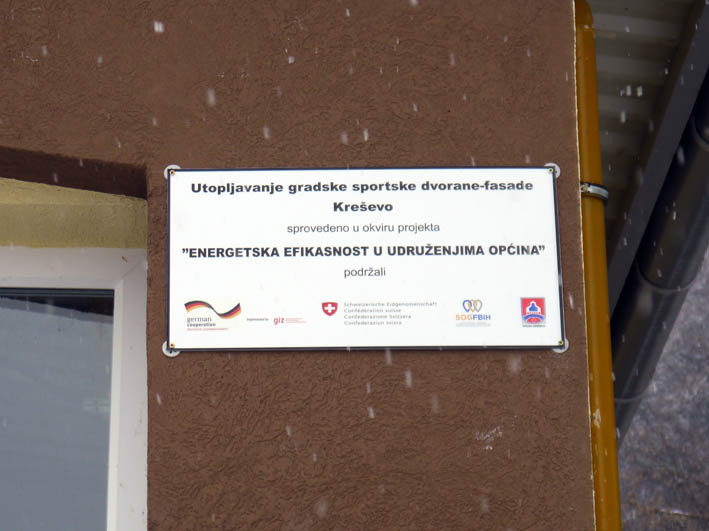 Utopljavanje gradske sportske dvorane-fasade
Kreševo
sprovedeno u okviru projekta
”ENERGETSKA EFIKASNOST U UDRUŽENJIMA OPĆINA”
podržali
german
cooperation
giz
Schweizerische Eidgenossenschaft
Confédération suisse
Confederazione Svizzera
Confederaziun svizra
SOGFBIH